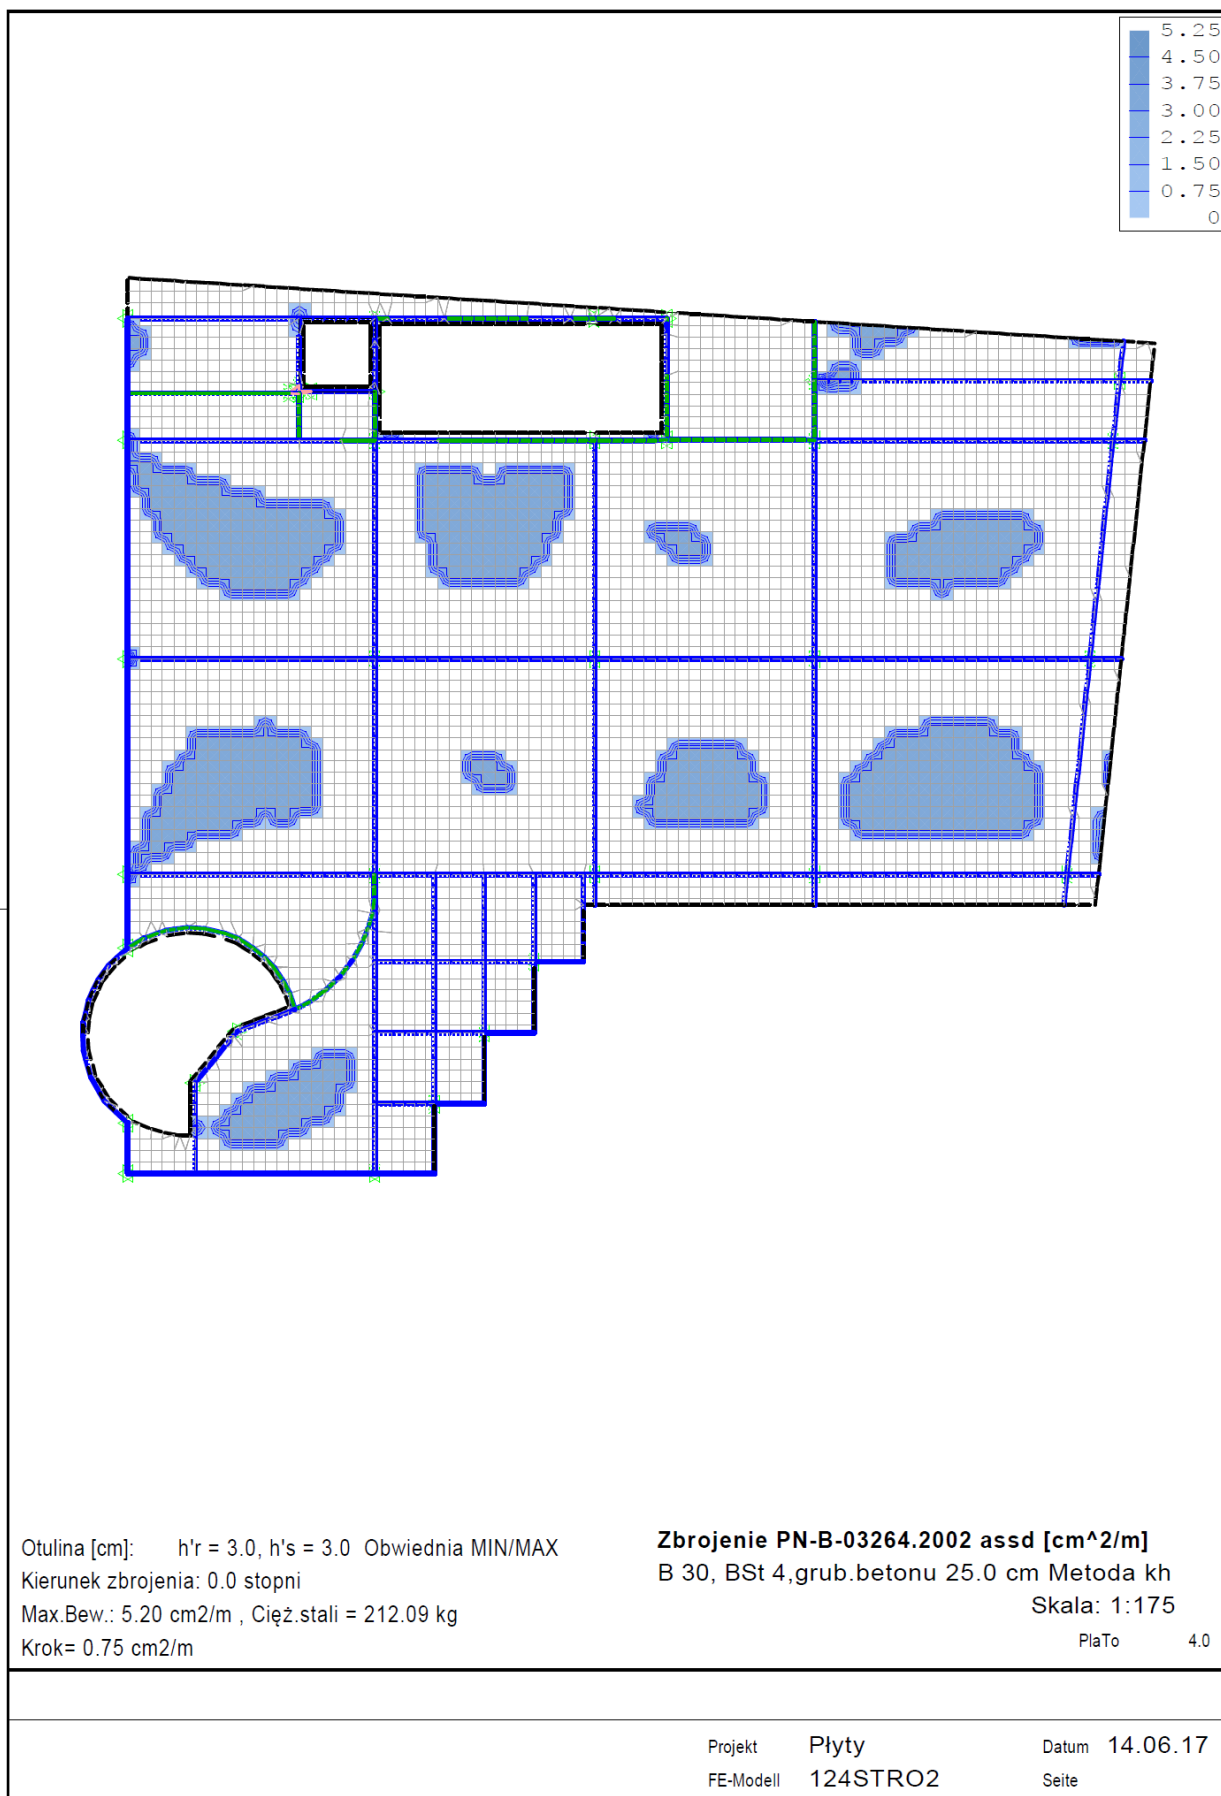 5.25
4.50
3.75
3.00
2.25
1.50
0.75
0
Otulina [cm]: h'r = 3.0, h's = 3.0 Obwiednia MIN/MAX
Kierunek zbrojenia: 0.0 stopni
Max.Bew.: 5.20 cm2/m , Cięż.stali = 212.09 kg
Krok= 0.75 cm2/m
Zbrojenie PN-B-03264.2002 assd [cm^2/m]
B 30, BSt 4,grub.betonu 25.0 cm Metoda kh
Skala: 1:175
PlaTo 4.0
Projekt Płyty Datum 14.06.17
FE-Modell 124STRO2 Seite